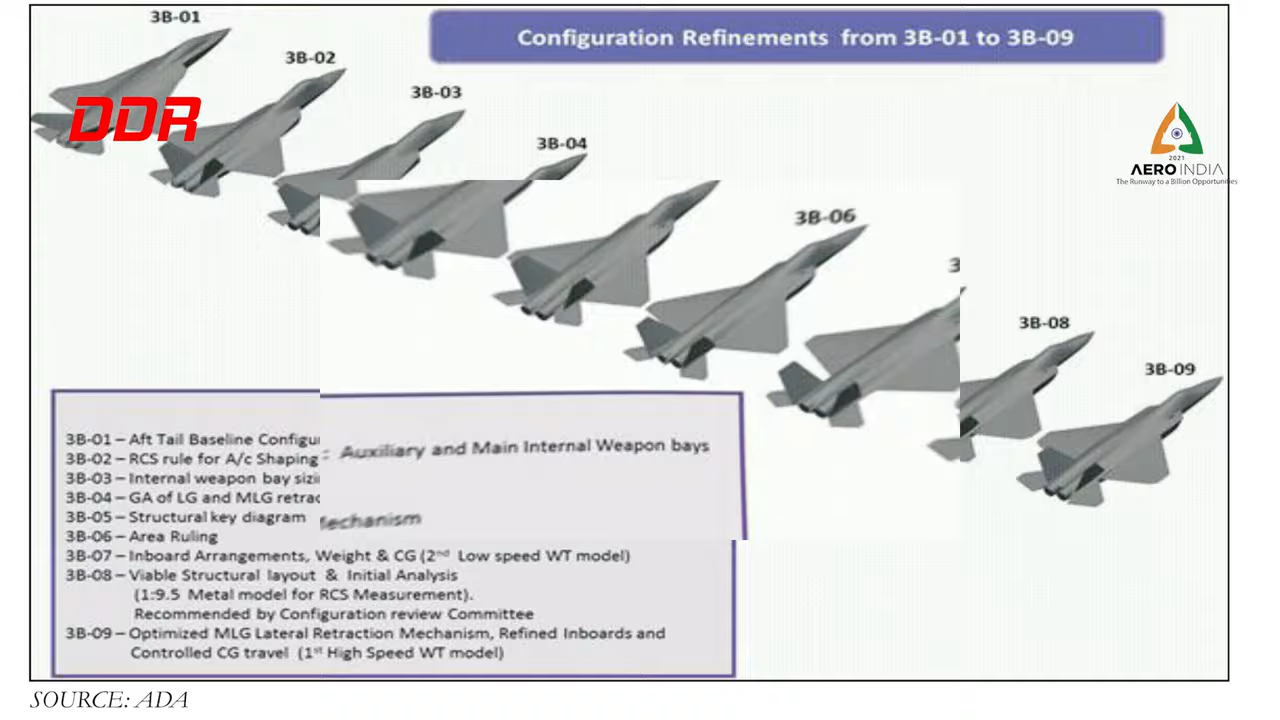 3B-01
Configuration Refinements from 3B-01 to 3B-09
3B-02
3B-03
DDR
3B-04
2021
AERO INDIA
The Runway to a Billion Opportunities
3B-06
3B-08
3B-09
3B-01 – Aft Tail Baseline
3B-02 – RCS rule for A/c Shaping
: Auxiliary and Main Internal Weapon bays
3B-03 – Internal weapon bay
3B-04 – GA of LG and MLG
3B-05 – Structural key diagram
3B-06 – Area Ruling
3B-07 – Inboard Arrangements, Weight & CG (2nd Low speed WT model)
3B-08 – Viable Structural layout & Initial Analysis
(1:9.5 Metal model for RCS Measurement).
Recommended by Configuration review Committee
3B-09 – Optimized MLG Lateral Retraction Mechanism, Refined Inboards and
Controlled CG travel (1st High Speed WT model)
SOURCE: ADA